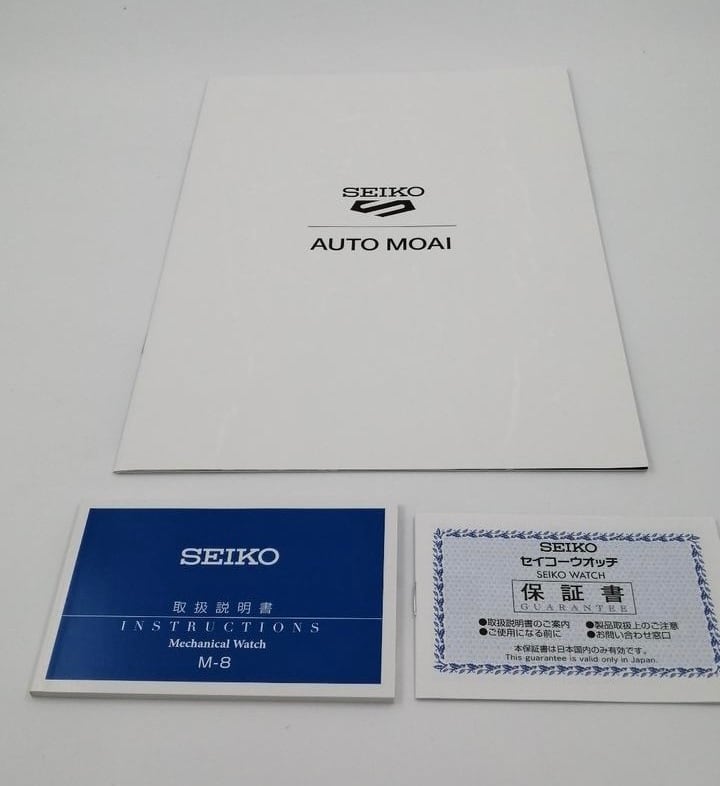 SEIKO
AUTO MOAI
SEIKO
取扱説明書
INSTRUCTIONS
Mechanical Watch
M-8
SEIKO
セイコーウオッチ
SEIKO WATCH
保証書
GUARANTEE
●取扱説明書のご案内 ●製品取扱上のご注意
●ご使用になる前に ●お問い合わせ窓口
本保証書は日本国内のみ有効です。
This guarantee is valid only in Japan.